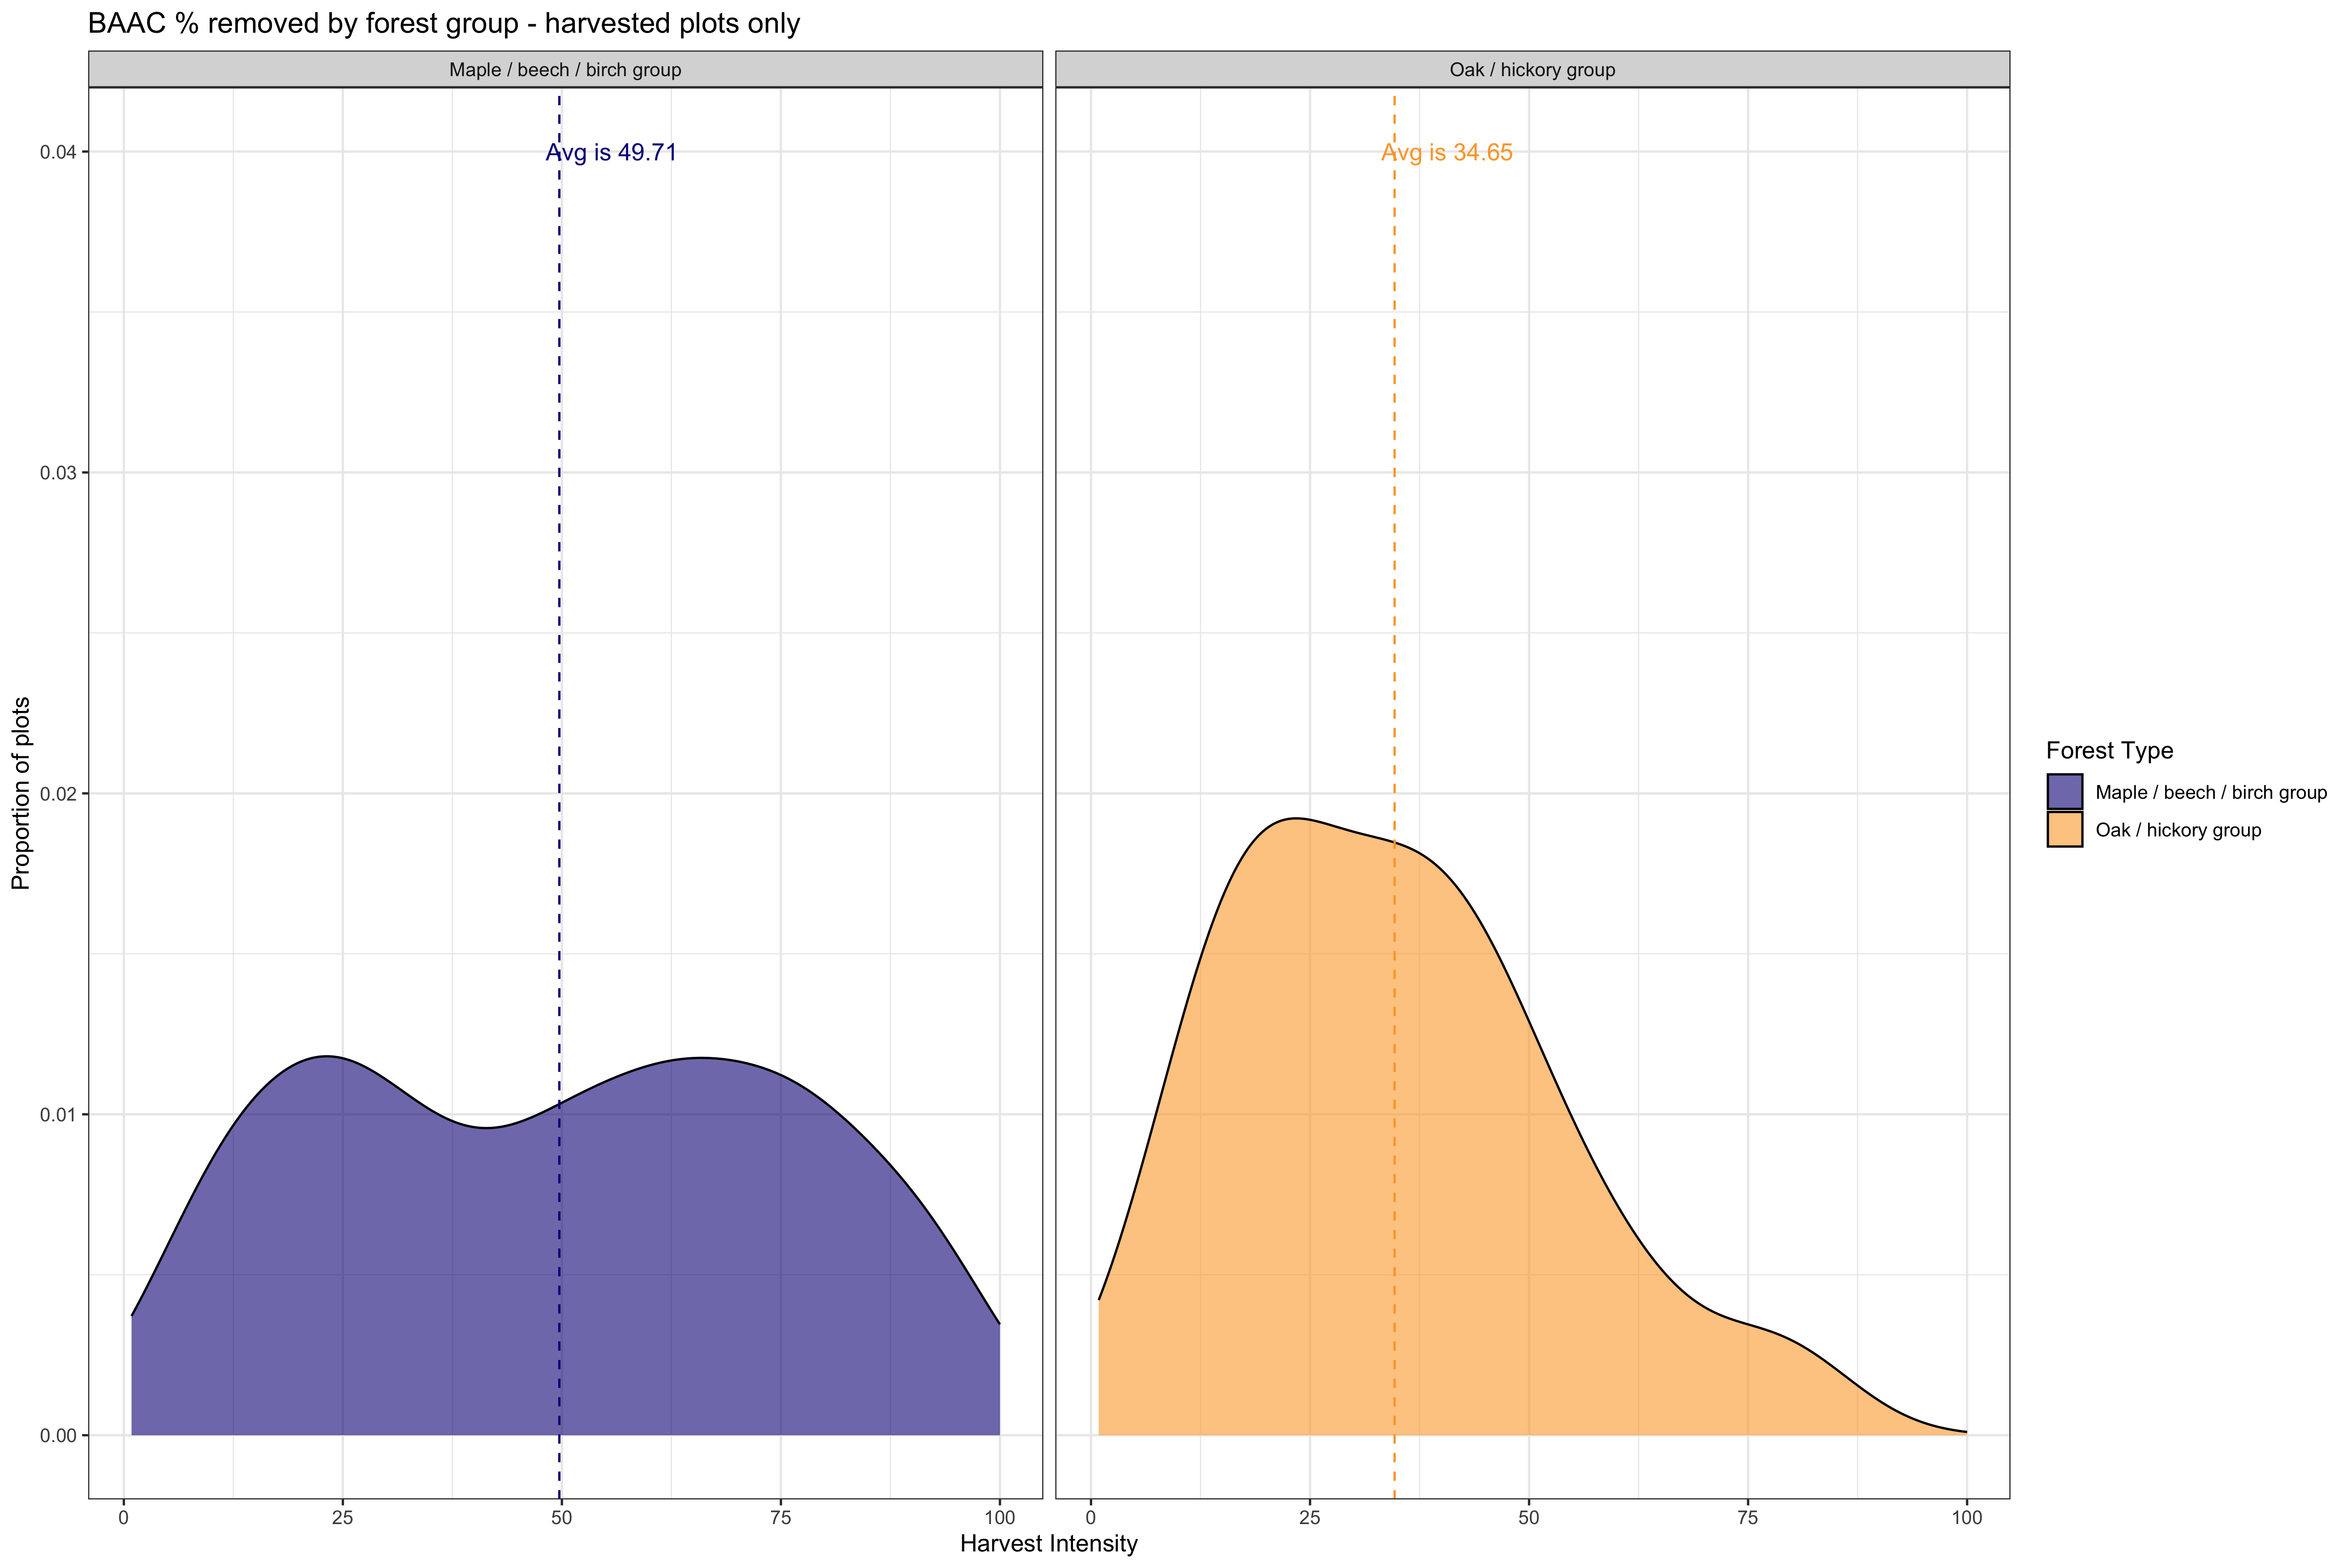 BAAC % removed by forest group - harvested plots only
Maple / beech / birch group
Oak / hickory group
Avg is 49.71
Avg is 34.65
0.04
0.03
0.02
0.01
0.00
Proportion of plots
0 25 50 75 100
0 25 50 75 100
Harvest Intensity
Forest Type
Maple / beech / birch group
Oak / hickory group